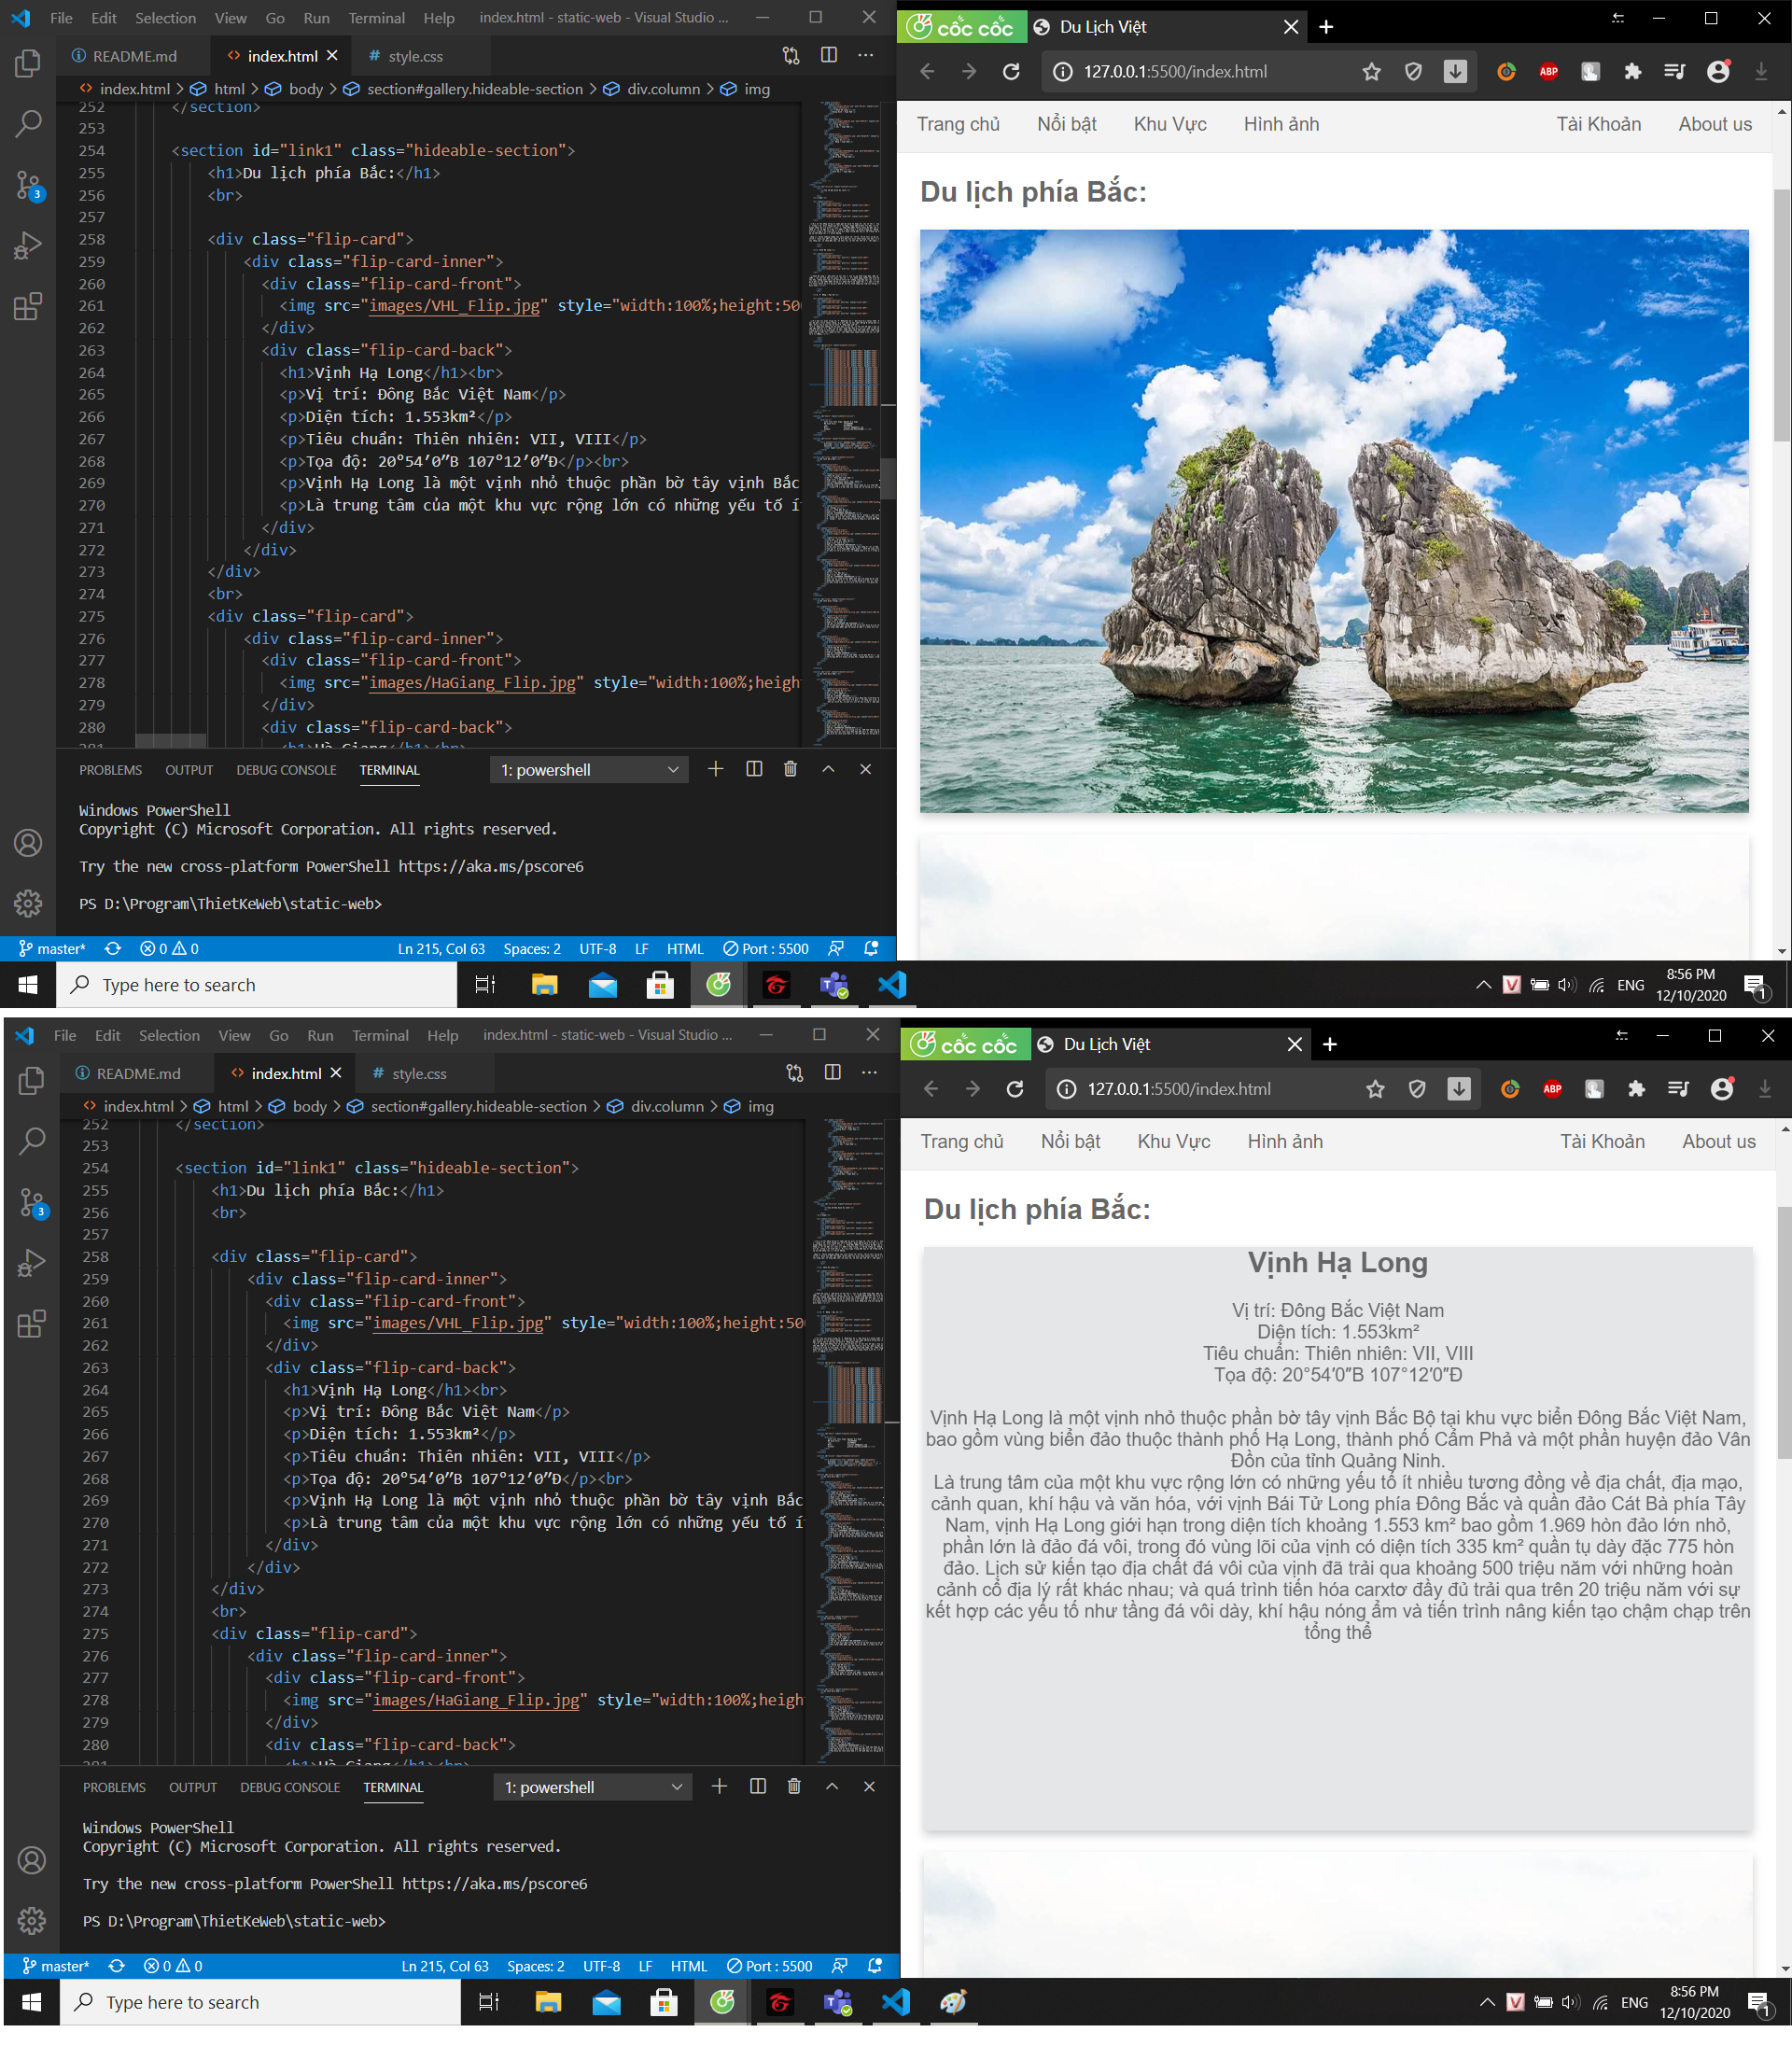 File Edit Selection View Go Run Terminal Help index.html - static-web - Visual Studio ...
README.md index.html style.css
index.html > html > body > section#gallery.hideable-section > div.column > img
252 </section>
253
254 <section id="link1" class="hideable-section">
255 <h1>Du lịch phía Bắc:</h1>
256 <br>
257
258 <div class="flip-card">
259 <div class="flip-card-inner">
260 <div class="flip-card-front">
261 <img src="images/VHL_Flip.jpg" style="width:100%;height:50
262 </div>
263 <div class="flip-card-back">
264 <h1>Vịnh Hạ Long</h1><br>
265 <p>Vị trí: Đông Bắc Việt Nam</p>
266 <p>Diện tích: 1.553km²</p>
267 <p>Tiêu chuẩn: Thiên nhiên: VII, VIII</p>
268 <p>Tọa độ: 20°54′0″B 107°12′0″Đ</p><br>
269 <p>Vịnh Hạ Long là một vịnh nhỏ thuộc phần bờ tây vịnh Bắc
270 <p>Là trung tâm của một khu vực rộng lớn có những yếu tố í
271 </div>
272 </div>
273 </div>
274 <br>
275 <div class="flip-card">
276 <div class="flip-card-inner">
277 <div class="flip-card-front">
278 <img src="images/HaGiang_Flip.jpg" style="width:100%;heigh
279 </div>
280 <div class="flip-card-back">
281 <h1>Hà Giang</h1><br>
PROBLEMS OUTPUT DEBUG CONSOLE TERMINAL 1: powershell
Windows PowerShell
Copyright (C) Microsoft Corporation. All rights reserved.
Try the new cross-platform PowerShell https://aka.ms/pscore6
PS D:\Program\ThietKeWeb\static-web>
3
master* 0 0 Ln 215, Col 63 Spaces: 2 UTF-8 LF HTML Port : 5500
cốc cốc Du Lịch Việt
127.0.0.1:5500/index.html ABP
Trang chủ Nổi bật Khu Vực Hình ảnh Tài Khoản About us
Du lịch phía Bắc:
Type here to search
ENG 8:56 PM
12/10/2020 1
File Edit Selection View Go Run Terminal Help index.html - static-web - Visual Studio ...
README.md index.html style.css
index.html > html > body > section#gallery.hideable-section > div.column > img
252 </section>
253
254 <section id="link1" class="hideable-section">
255 <h1>Du lịch phía Bắc:</h1>
256 <br>
257
258 <div class="flip-card">
259 <div class="flip-card-inner">
260 <div class="flip-card-front">
261 <img src="images/VHL_Flip.jpg" style="width:100%;height:50
262 </div>
263 <div class="flip-card-back">
264 <h1>Vịnh Hạ Long</h1><br>
265 <p>Vị trí: Đông Bắc Việt Nam</p>
266 <p>Diện tích: 1.553km²</p>
267 <p>Tiêu chuẩn: Thiên nhiên: VII, VIII</p>
268 <p>Tọa độ: 20°54′0″B 107°12′0″Đ</p><br>
269 <p>Vịnh Hạ Long là một vịnh nhỏ thuộc phần bờ tây vịnh Bắc
270 <p>Là trung tâm của một khu vực rộng lớn có những yếu tố í
271 </div>
272 </div>
273 </div>
274 <br>
275 <div class="flip-card">
276 <div class="flip-card-inner">
277 <div class="flip-card-front">
278 <img src="images/HaGiang_Flip.jpg" style="width:100%;heigh
279 </div>
280 <div class="flip-card-back">
281 <h1>Hà Giang</h1><br>
PROBLEMS OUTPUT DEBUG CONSOLE TERMINAL 1: powershell
Windows PowerShell
Copyright (C) Microsoft Corporation. All rights reserved.
Try the new cross-platform PowerShell https://aka.ms/pscore6
PS D:\Program\ThietKeWeb\static-web>
3
master* 0 0 Ln 215, Col 63 Spaces: 2 UTF-8 LF HTML Port : 5500
cốc cốc Du Lịch Việt
127.0.0.1:5500/index.html ABP
Trang chủ Nổi bật Khu Vực Hình ảnh Tài Khoản About us
Du lịch phía Bắc:
Vịnh Hạ Long
Vị trí: Đông Bắc Việt Nam
Diện tích: 1.553km²
Tiêu chuẩn: Thiên nhiên: VII, VIII
Tọa độ: 20°54′0″B 107°12′0″Đ
Vịnh Hạ Long là một vịnh nhỏ thuộc phần bờ tây vịnh Bắc Bộ tại khu vực biển Đông Bắc Việt Nam,
bao gồm vùng biển đảo thuộc thành phố Hạ Long, thành phố Cẩm Phả và một phần huyện đảo Vân
Đồn của tỉnh Quảng Ninh.
Là trung tâm của một khu vực rộng lớn có những yếu tố ít nhiều tương đồng về địa chất, địa mạo,
cảnh quan, khí hậu và văn hóa, với vịnh Bái Tử Long phía Đông Bắc và quần đảo Cát Bà phía Tây
Nam, vịnh Hạ Long giới hạn trong diện tích khoảng 1.553 km² bao gồm 1.969 hòn đảo lớn nhỏ,
phần lớn là đảo đá vôi, trong đó vùng lõi của vịnh có diện tích 335 km² quần tụ dày đặc 775 hòn
đảo. Lịch sử kiến tạo địa chất đá vôi của vịnh đã trải qua khoảng 500 triệu năm với những hoàn
cảnh cổ địa lý rất khác nhau; và quá trình tiến hóa carxtơ đầy đủ trải qua trên 20 triệu năm với sự
kết hợp các yếu tố như tầng đá vôi dày, khí hậu nóng ẩm và tiến trình nâng kiến tạo chậm chạp trên
tổng thể
Type here to search
ENG 8:56 PM
12/10/2020 1